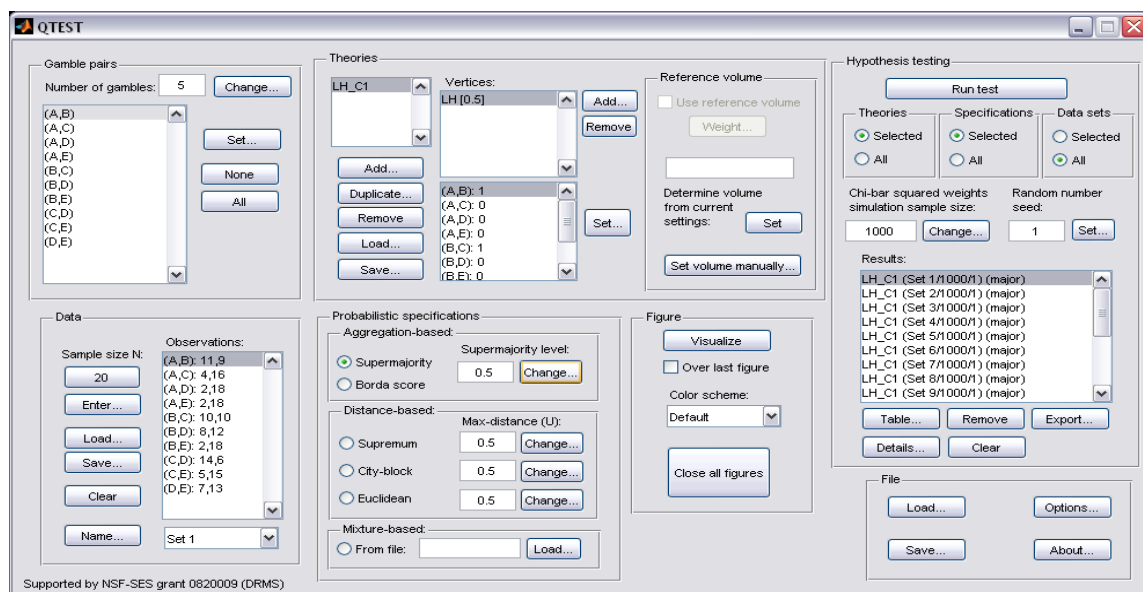 QTEST
Gamble pairs
Number of gambles: 5 Change...
(A,B)
(A,C)
(A,D)
(A,E)
(B,C)
(B,D)
(B,E)
(C,D)
(C,E)
(D,E)
Set...
None
All
Theories
LH_C1
Add...
Duplicate...
Remove
Load...
Save...
Vertices:
LH [0.5]
Add...
Remove
(A,B): 1
(A,C): 0
(A,D): 0
(A,E): 0
(B,C): 1
(B,D): 0
(B,E): 0
Set...
Reference volume
Use reference volume
Weight...
Determine volume
from current
settings: Set
Set volume manually...
Hypothesis testing
Run test
Theories
Selected
All
Specifications
Selected
All
Data sets
Selected
All
Chi-bar squared weights
simulation sample size:
1000 Change...
Random number
seed:
1 Set...
Results:
LH_C1 (Set 1/1000/1) (major)
LH_C1 (Set 2/1000/1) (major)
LH_C1 (Set 3/1000/1) (major)
LH_C1 (Set 4/1000/1) (major)
LH_C1 (Set 5/1000/1) (major)
LH_C1 (Set 6/1000/1) (major)
LH_C1 (Set 7/1000/1) (major)
LH_C1 (Set 8/1000/1) (major)
LH_C1 (Set 9/1000/1) (major)
Table... Remove Export...
Details... Clear
Data
Sample size N:
20
Enter...
Load...
Save...
Clear
Name...
Observations:
(A,B): 11,9
(A,C): 4,16
(A,D): 2,18
(A,E): 2,18
(B,C): 10,10
(B,D): 8,12
(B,E): 2,18
(C,D): 14,6
(C,E): 5,15
(D,E): 7,13
Set 1
Probabilistic specifications
Aggregation-based:
Supermajority
Borda score
Supermajority level:
0.5 Change...
Distance-based:
Max-distance (U):
Supremum 0.5 Change...
City-block 0.5 Change...
Euclidean 0.5 Change...
Mixture-based:
From file: Load...
Figure
Visualize
Over last figure
Color scheme:
Default
Close all figures
File
Load... Options...
Save... About...
Supported by NSF-SES grant 0820009 (DRMS)